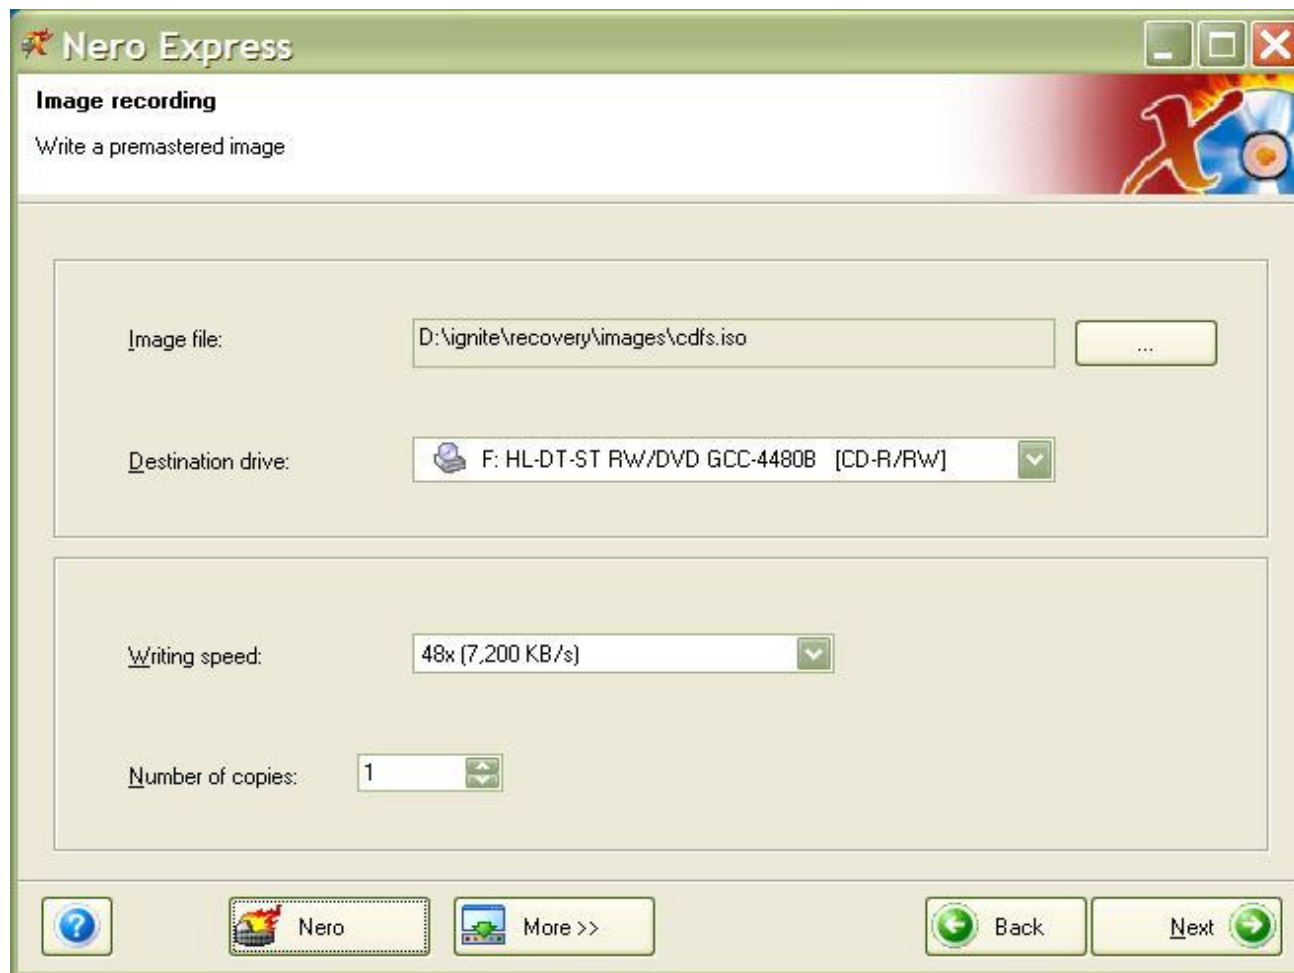 Nero Express
Image recording
Write a premastered image
Image file: D:\ignite\recovery\images\cdfs.iso ...
Destination drive: F: HL-DT-ST RW/DVD GCC-4480B [CD-R/RW]
Writing speed: 48x (7,200 KB/s)
Number of copies: 1
? Nero More >> Back Next